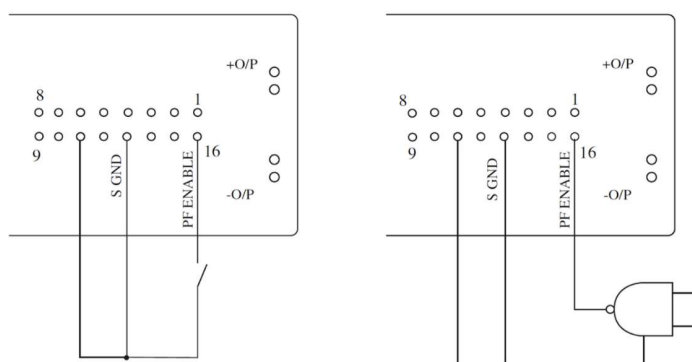 +O/P
8
1
9
16
S GND
PF ENABLE
-O/P
+O/P
8
1
9
16
S GND
PF ENABLE
-O/P